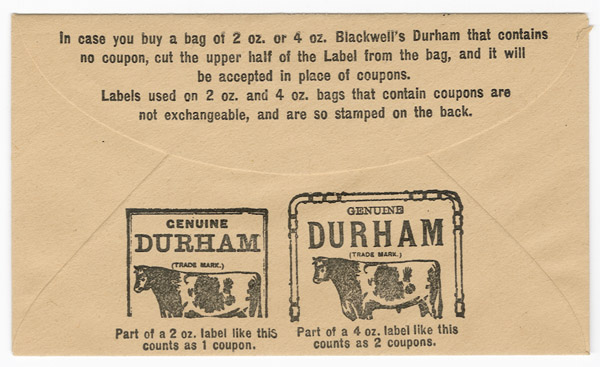 In case you buy a bag of 2 oz. or 4 oz. Blackwell's Durham that contains
no coupon, cut the upper half of the Label from the bag, and it will
be accepted in place of coupons.
Labels used on 2 oz. and 4 oz. bags that contain coupons are
not exchangeable, and are so stamped on the back.
GENUINE
DURHAM
(TRADE MARK.)
Part of a 2 oz. label like this
counts as 1 coupon.
GENUINE
DURHAM
(TRADE MARK.)
Part of a 4 oz. label like this
counts as 2 coupons.